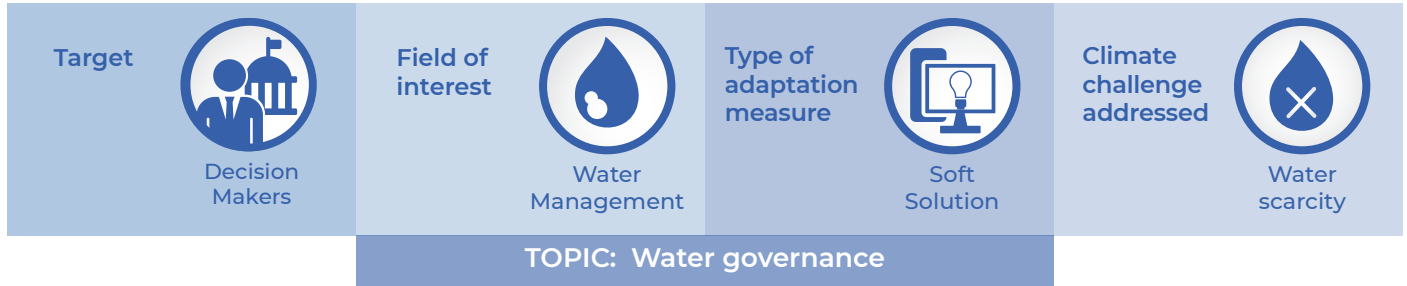 Target
Decision
Makers
Field of
interest
Water
Management
Type of
adaptation
measure
Soft
Solution
Climate
challenge
addressed
Water
scarcity
TOPIC: Water governance